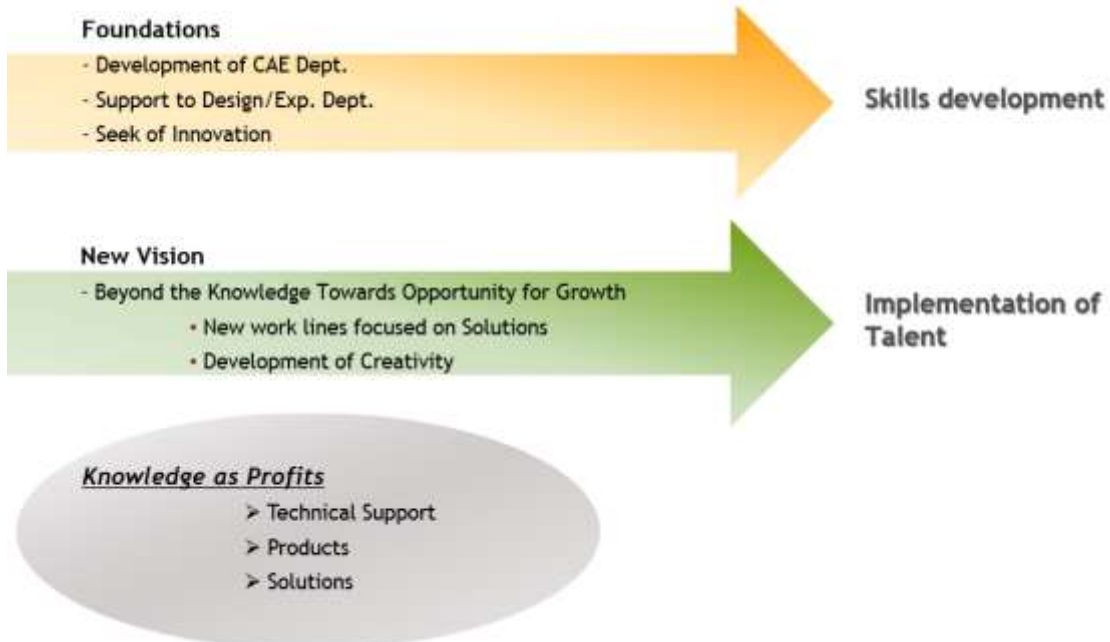 Foundations
- Development of CAE Dept.
- Support to Design/Exp. Dept.
- Seek of Innovation
Skills development
New Vision
- Beyond the Knowledge Towards Opportunity for Growth
• New work lines focused on Solutions
• Development of Creativity
Implementation of
Talent
Knowledge as Profits
➢ Technical Support
➢ Products
➢ Solutions